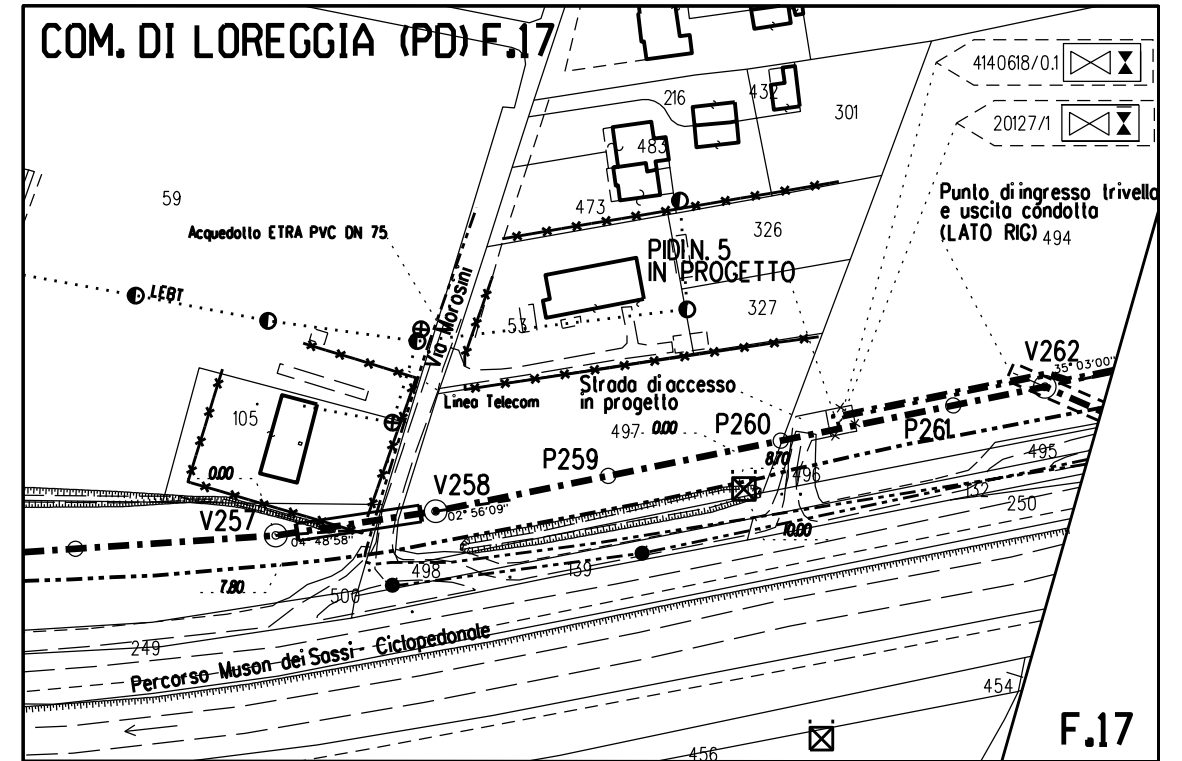 COM. DI LOREGGIA (PD) F.17
4140618/0.1
216
432
301
20127/1
483
59
473
Punto di ingresso trivella
e uscita condotta
(LATO RIG)
494
Acquedotto ETRA PVC DN 75
326
PIDI N. 5
IN PROGETTO
LEBT
Via Morosini
53
327
V262
35°03'00"
Strada di accesso
in progetto
Linea Telecom
105
497
0.00
P260
P261
8.70
P259
495
0.00
496
V258
02°56'09"
132
250
V257
04°48'58"
10.00
498
139
7.80
500
249
Percorso Muson dei Sassi - Ciclopedonale
454
F.17
456